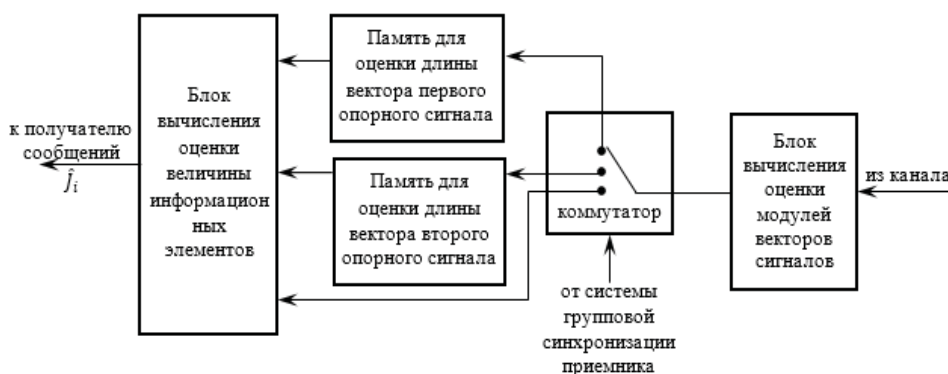 к получателю
сообщений
ĵᵢ
Блок
вычисления
оценки
величины
информацион
ных
элементов
Память для
оценки длины
вектора первого
опорного сигнала
Память для
оценки длины
вектора второго
опорного сигнала
коммутатор
от системы
групповой
синхронизации
приемника
Блок
вычисления
оценки
модулей
векторов
сигналов
из канала